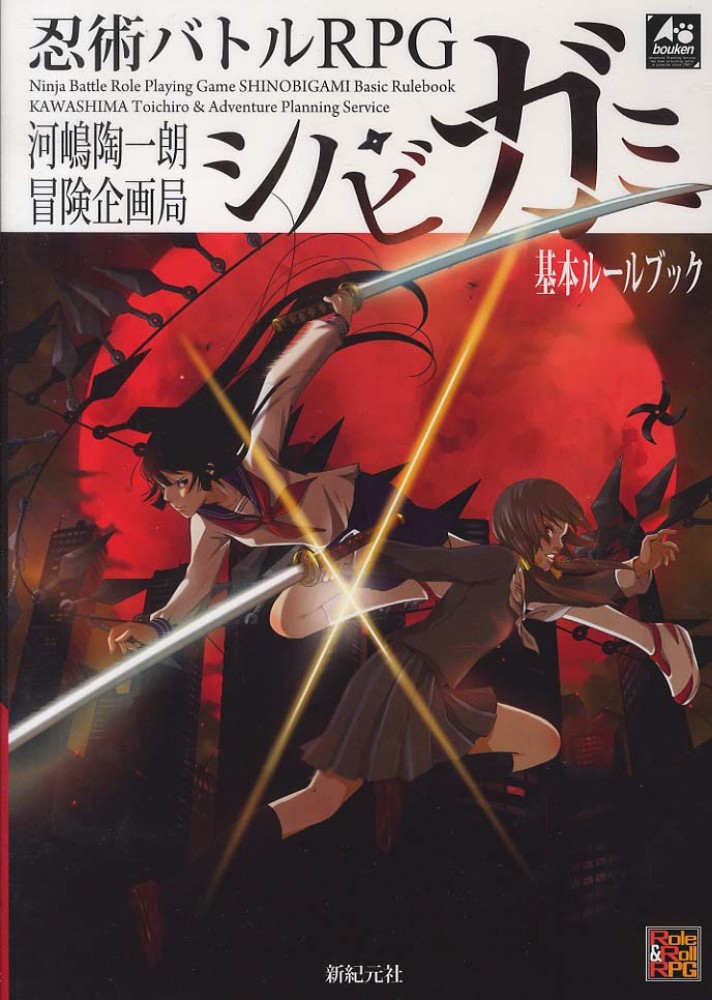 忍術バトルRPG
Ninja Battle Role Playing Game SHINOBIGAMI Basic Rulebook
KAWASHIMA Toichiro & Adventure Planning Service
河嶋陶一朗
冒険企画局
シノビガミ
基本ルールブック
bouken
新紀元社
Role
&Roll
RPG